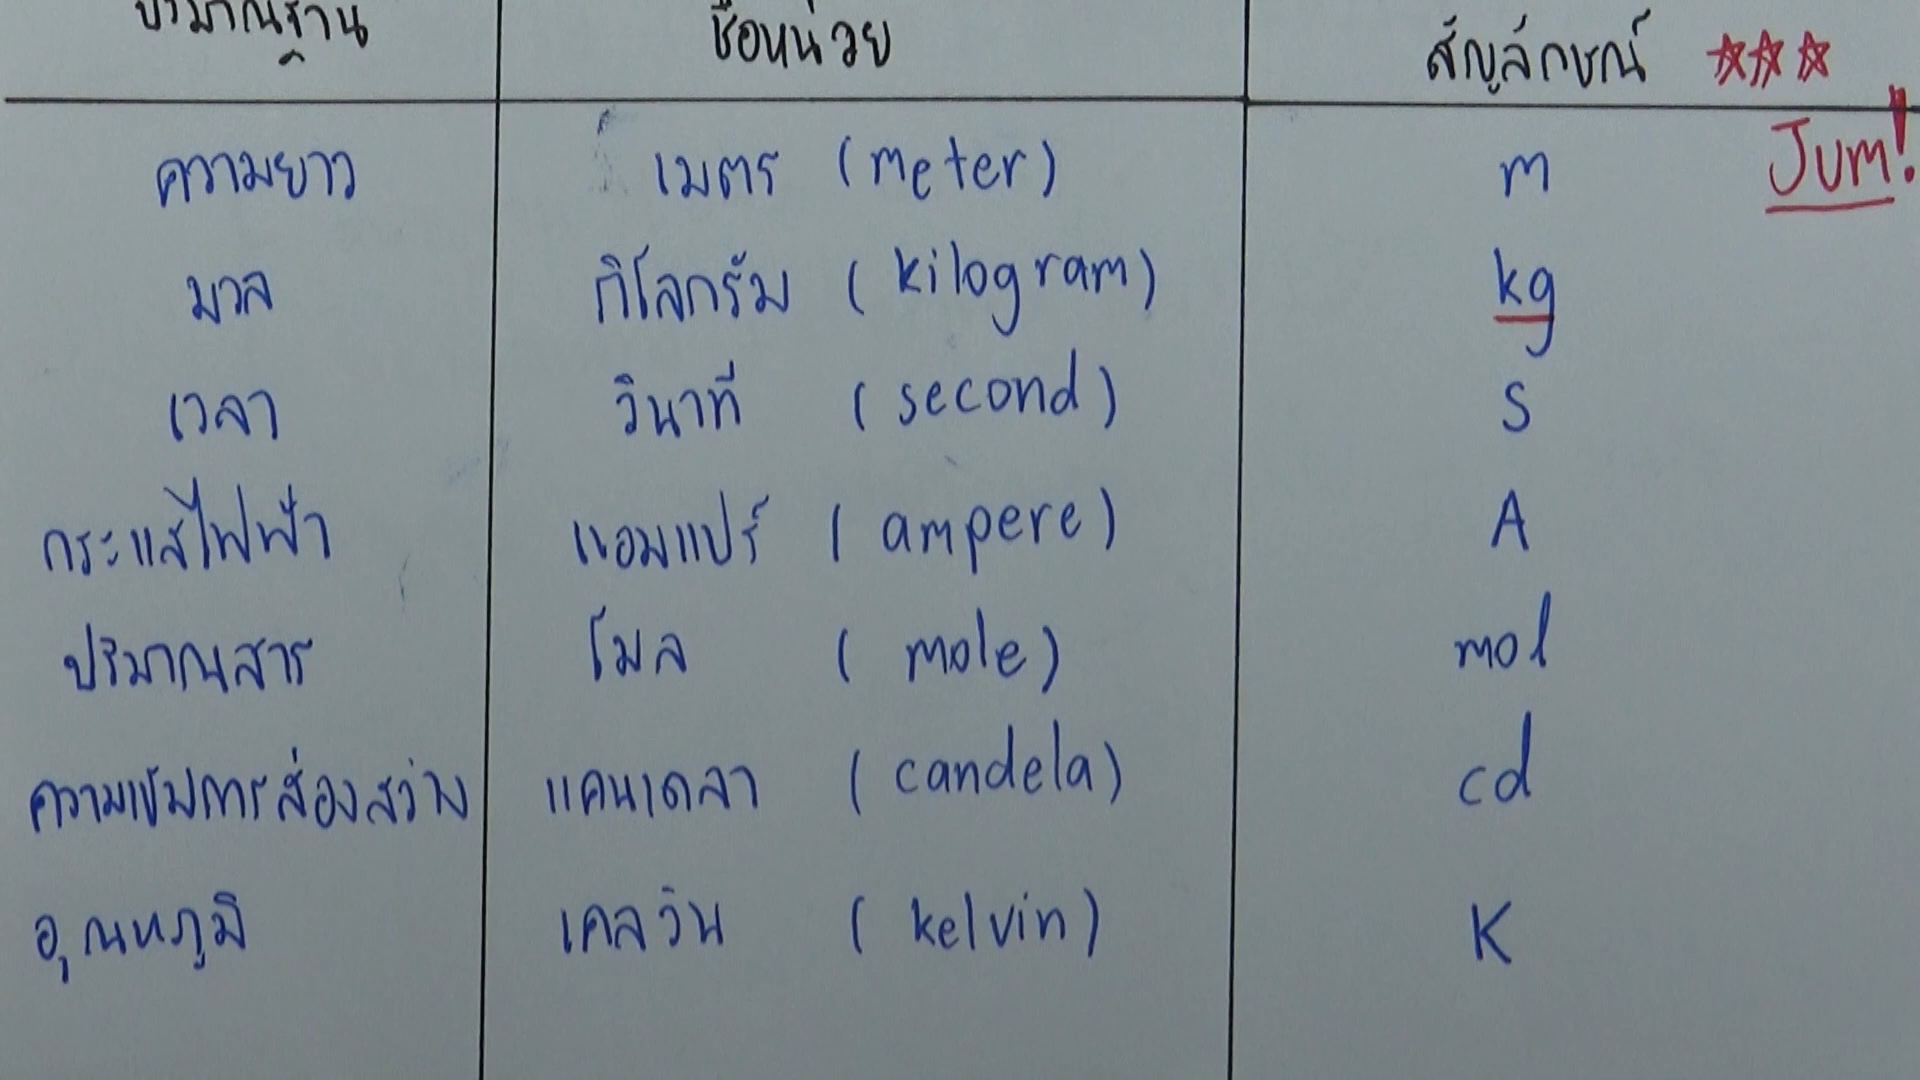 ปริมาณฐาน ชื่อหน่วย สัญลักษณ์
Jum!
ความยาว เมตร (meter) m
มวล กิโลกรัม (kilogram) kg
เวลา วินาที (second) s
กระแสไฟฟ้า แอมแปร์ (ampere) A
ปริมาณสาร โมล (mole) mol
ความเข้มการส่องสว่าง แคนเดลา (candela) cd
อุณหภูมิ เคลวิน (kelvin) K